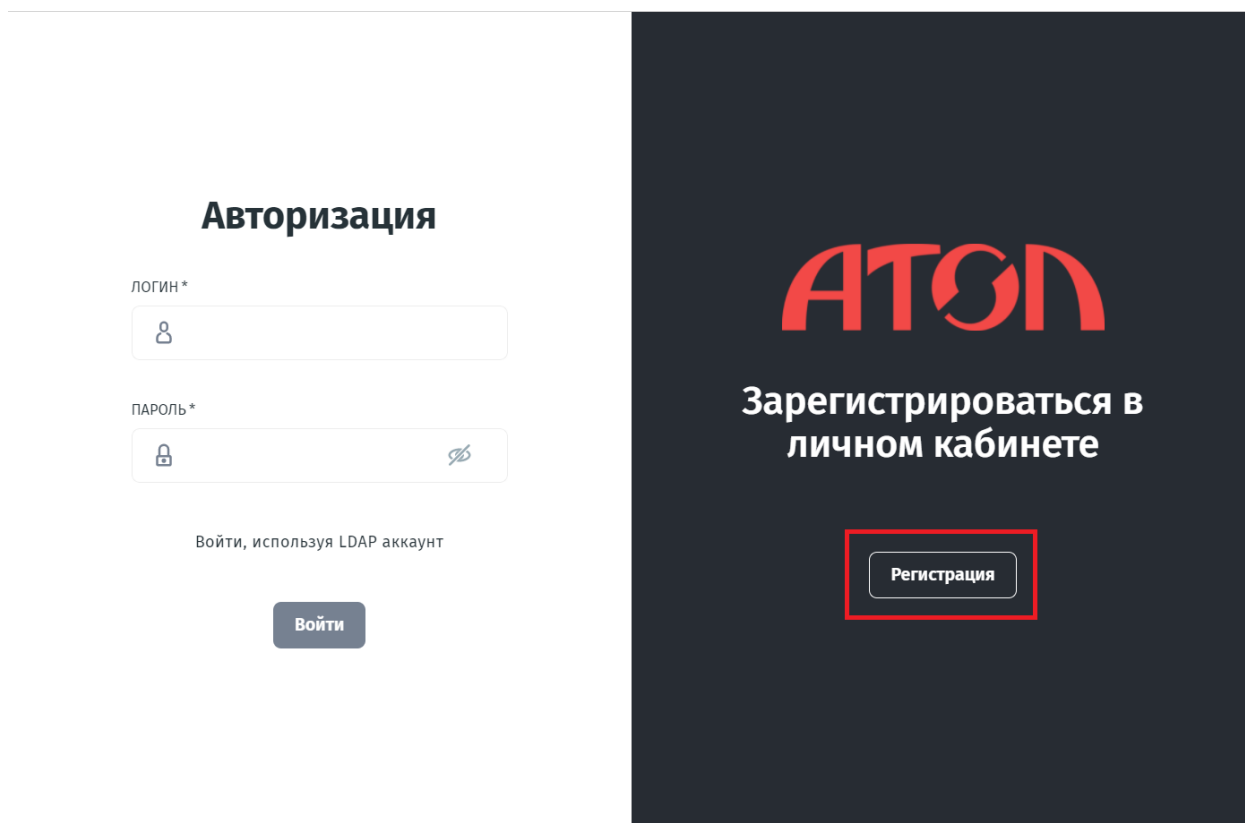 Авторизация
ЛОГИН *
ПАРОЛЬ *
Войти, используя LDAP аккаунт
Войти
АТОЛ
Зарегистрироваться в
личном кабинете
Регистрация